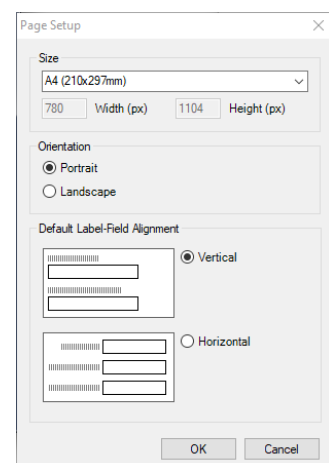 Page Setup
Size
A4 (210x297mm)
780 Width (px) 1104 Height (px)
Orientation
Portrait
Landscape
Default Label-Field Alignment
Vertical
Horizontal
OK Cancel